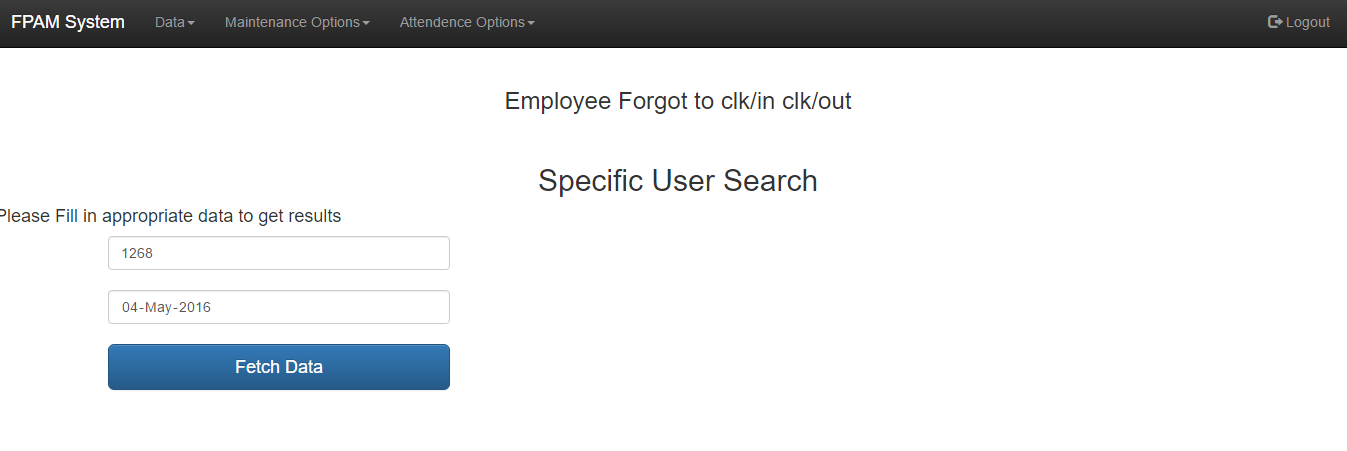 FPAM System Data Maintenance Options Attendence Options Logout
Employee Forgot to clk/in clk/out
Specific User Search
Please Fill in appropriate data to get results
1268
04-May-2016
Fetch Data